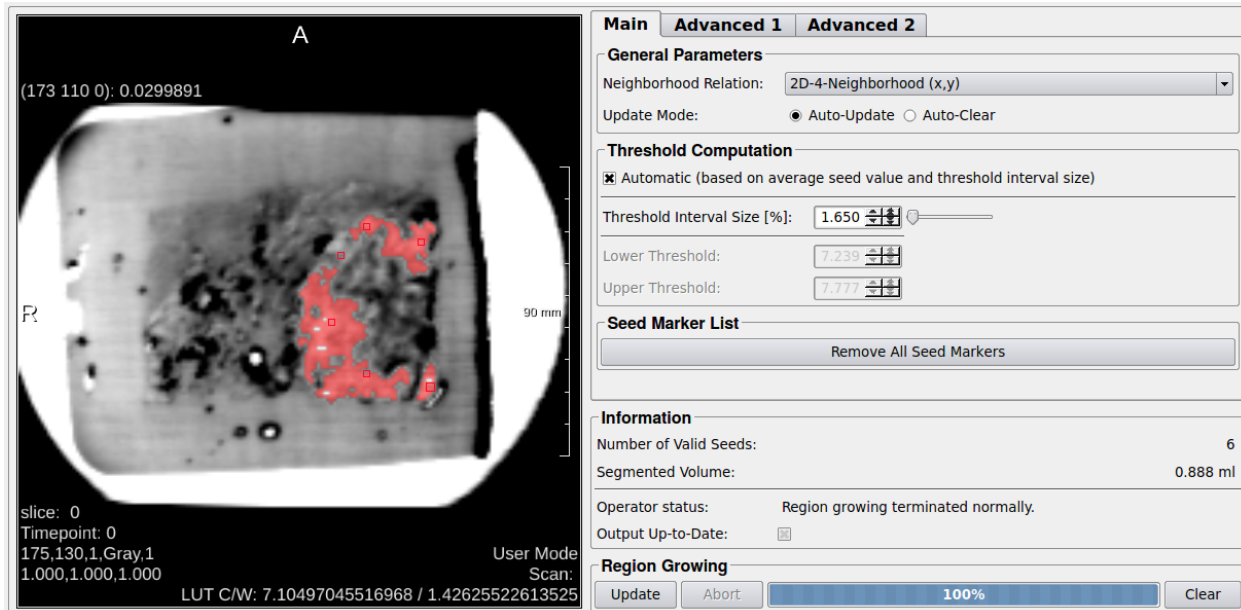 A
(173 110 0): 0.0299891
R
90 mm
slice: 0
Timepoint: 0
175,130,1,Gray,1
1.000,1.000,1.000
User Mode
Scan:
LUT C/W: 7.10497045516968 / 1.42625522613525
Main Advanced 1 Advanced 2
General Parameters
Neighborhood Relation: 2D-4-Neighborhood (x,y)
Update Mode: Auto-Update Auto-Clear
Threshold Computation
Automatic (based on average seed value and threshold interval size)
Threshold Interval Size [%]: 1.650
Lower Threshold: 7.239
Upper Threshold: 7.777
Seed Marker List
Remove All Seed Markers
Information
Number of Valid Seeds: 6
Segmented Volume: 0.888 ml
Operator status: Region growing terminated normally.
Output Up-to-Date:
Region Growing
Update Abort 100% Clear